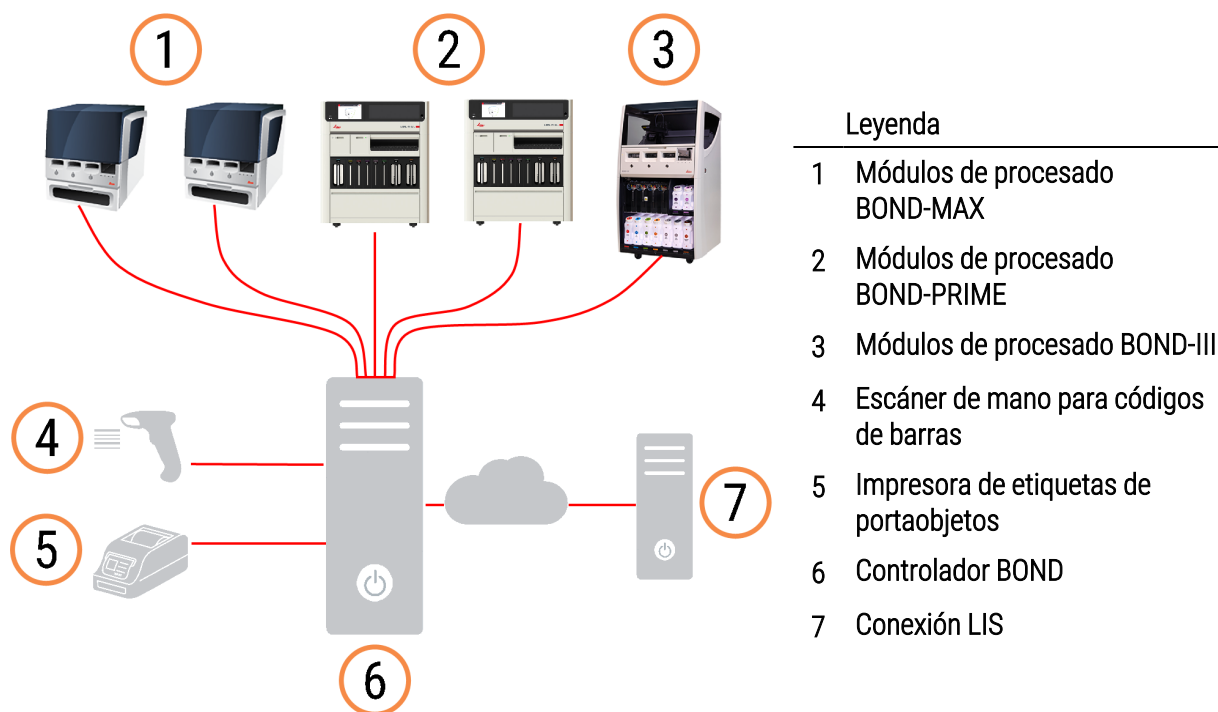 1
2
3
4
5
6
7
Leyenda
1 Módulos de procesado
BOND-MAX
2 Módulos de procesado
BOND-PRIME
3 Módulos de procesado BOND-III
4 Escáner de mano para códigos
de barras
5 Impresora de etiquetas de
portaobjetos
6 Controlador BOND
7 Conexión LIS